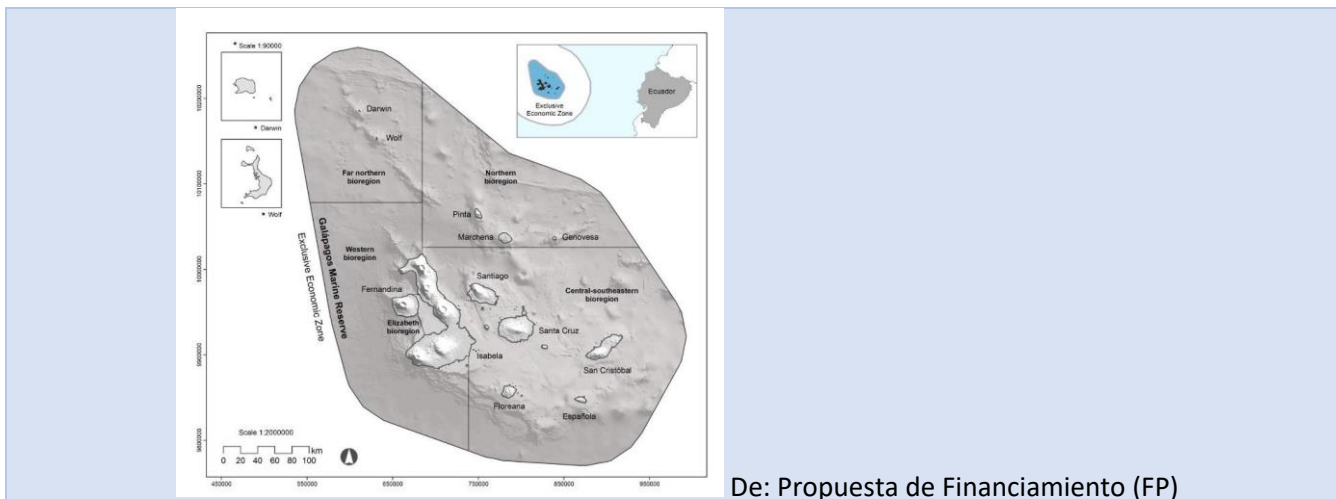 * Scale 1:90000
* Darwin
* Wolf
Exclusive
Economic Zone
Ecuador
Darwin
Wolf
Far northern
bioregion
Northern
bioregion
Pinta
Marchena
Genovesa
Galápagos Marine Reserve
Exclusive Economic Zone
Western
bioregion
Santiago
Fernandina
Central-southeastern
bioregion
Elizabeth
bioregion
Santa Cruz
Isabela
San Cristóbal
Floreana
Española
Scale 1:2000000
km
0 20 40 60 80 100
450000 550000 650000 750000 850000 950000
De: Propuesta de Financiamiento (FP)